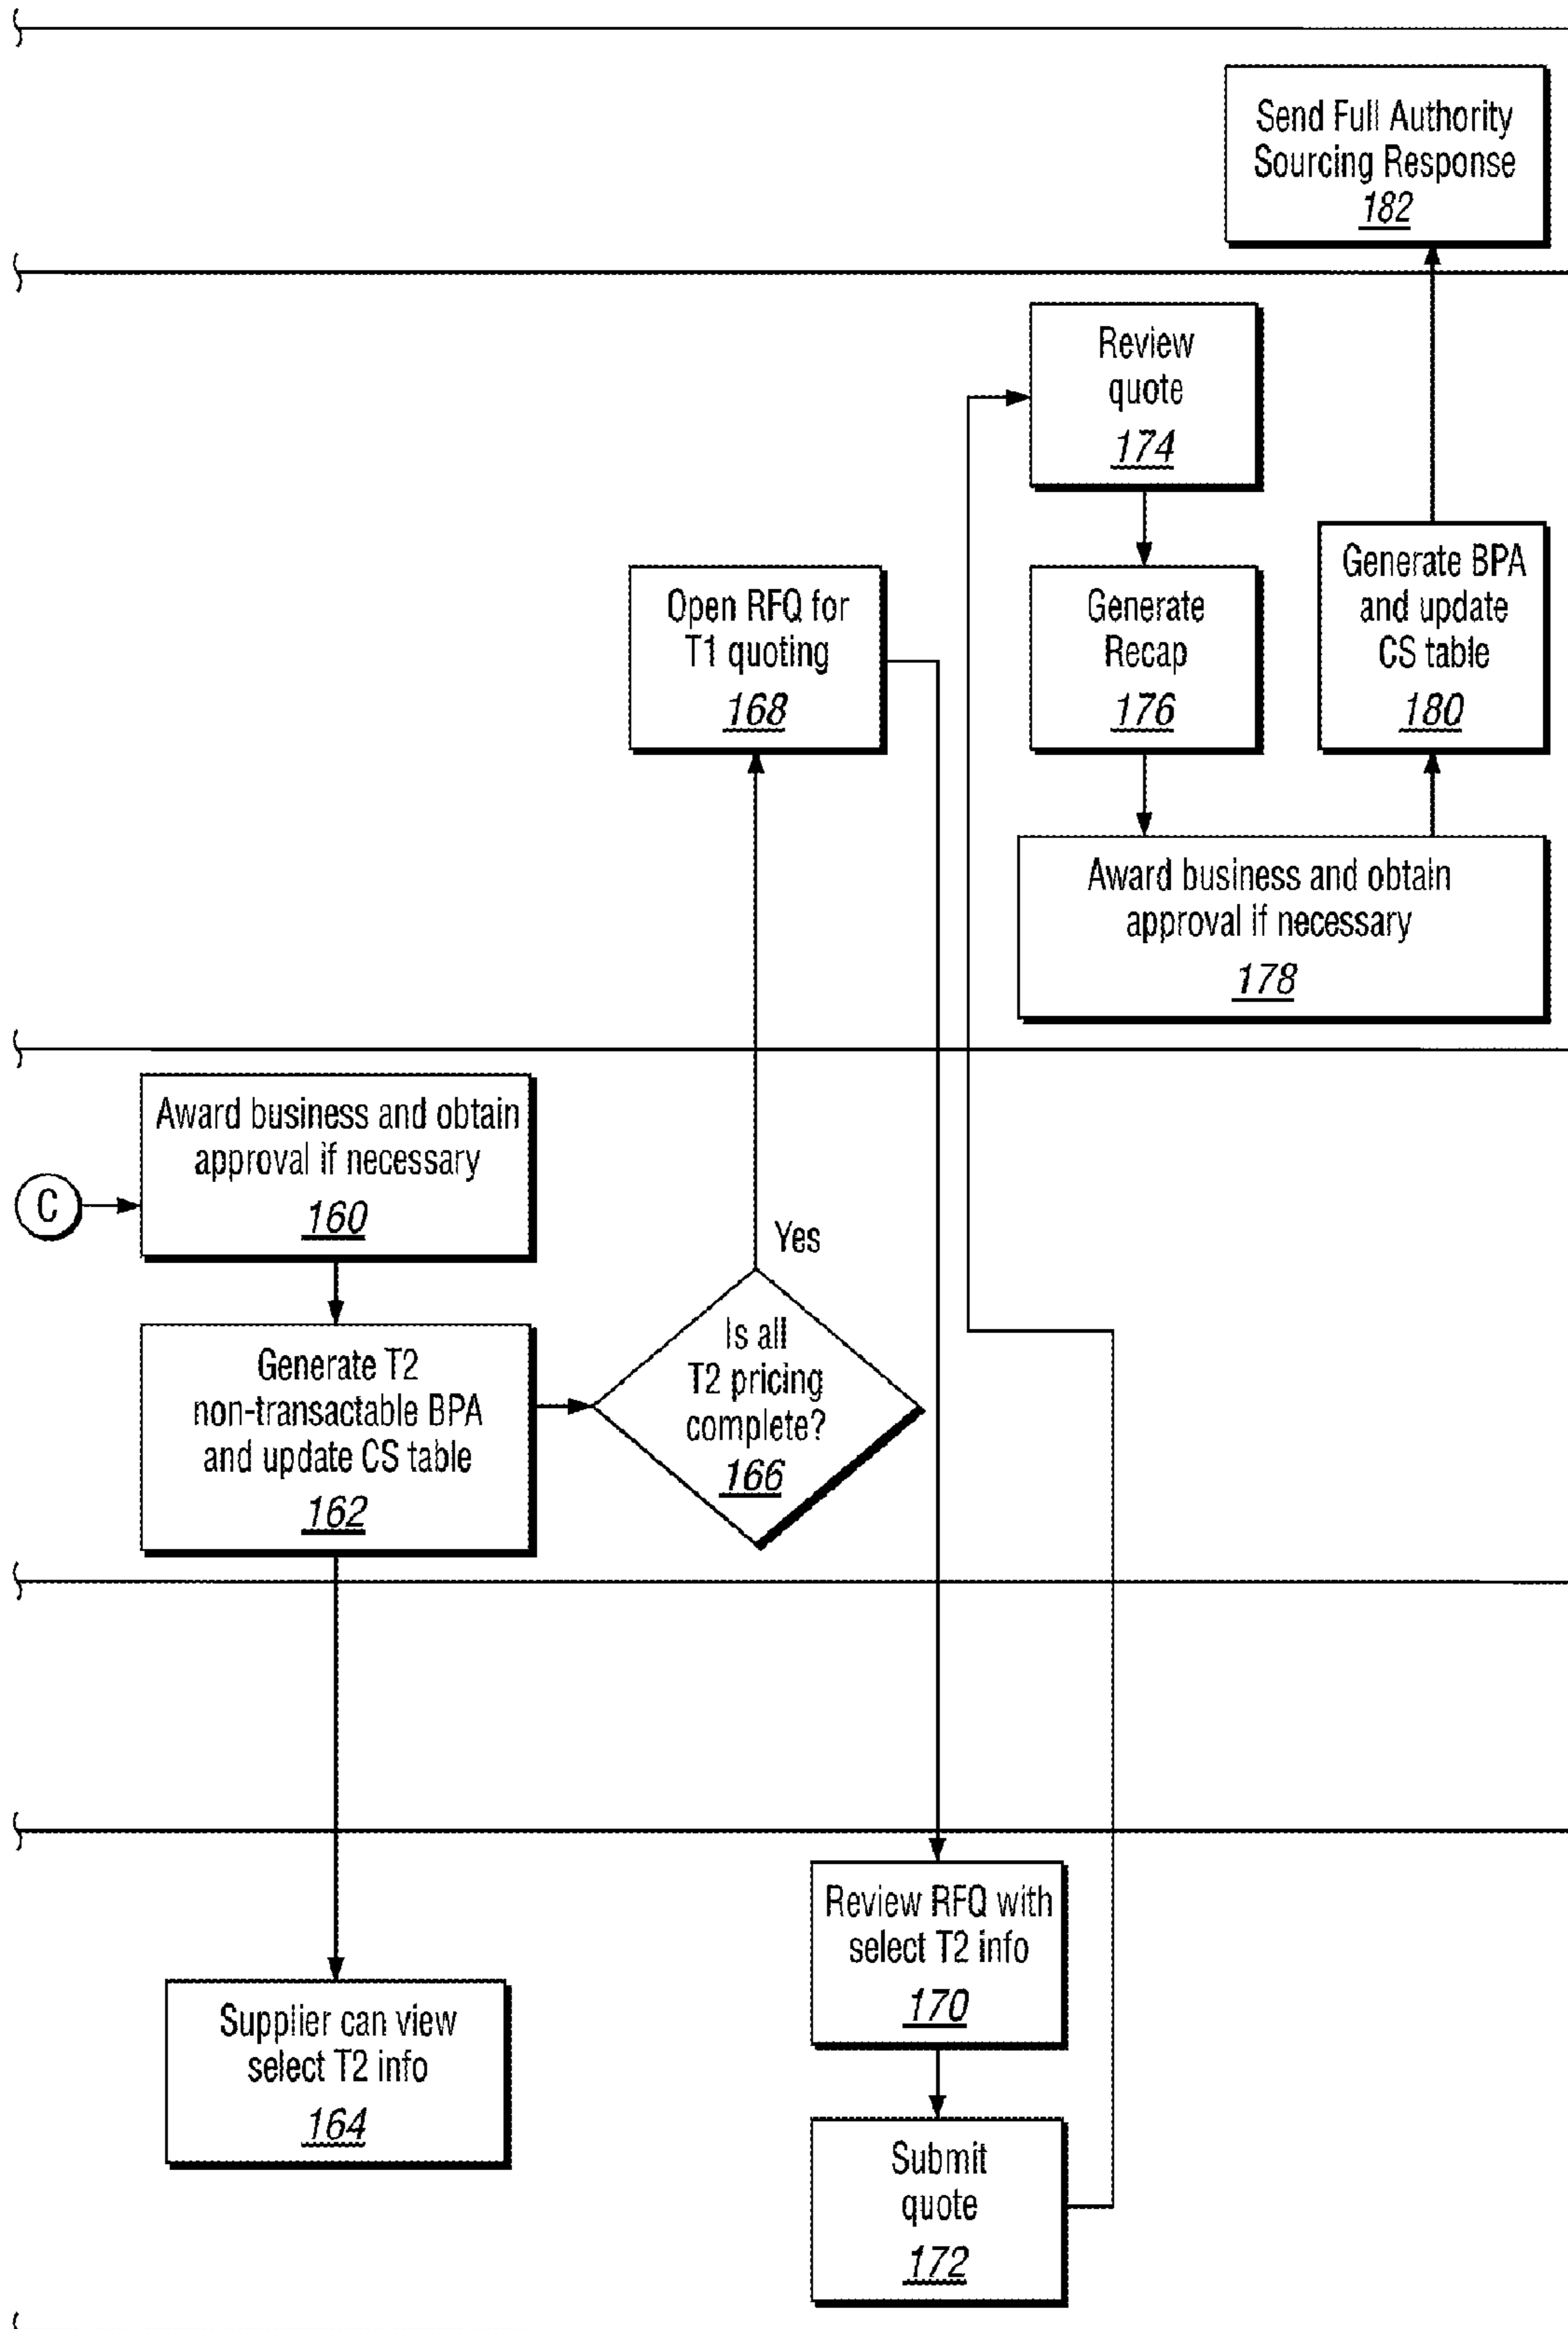 Send Full Authority
Sourcing Response
182
Review
quote
174
Open RFQ for
T1 quoting
168
Generate
Recap
176
Generate BPA
and update
CS table
180
Award business and obtain
approval if necessary
178
C
Award business and obtain
approval if necessary
160
Yes
Generate T2
non-transactable BPA
and update CS table
162
Is all
T2 pricing
complete?
166
Supplier can view
select T2 info
164
Review RFQ with
select T2 info
170
Submit
quote
172